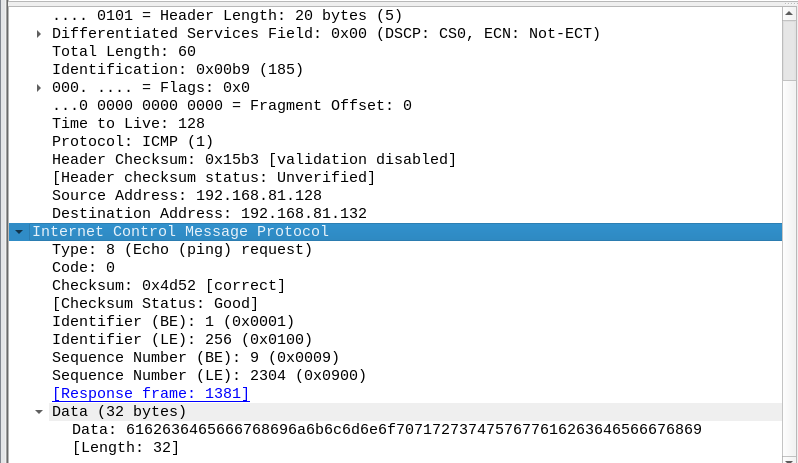 .... 0101 = Header Length: 20 bytes (5)
Differentiated Services Field: 0x00 (DSCP: CS0, ECN: Not-ECT)
Total Length: 60
Identification: 0x00b9 (185)
000. .... = Flags: 0x0
...0 0000 0000 0000 = Fragment Offset: 0
Time to Live: 128
Protocol: ICMP (1)
Header Checksum: 0x15b3 [validation disabled]
[Header checksum status: Unverified]
Source Address: 192.168.81.128
Destination Address: 192.168.81.132
Internet Control Message Protocol
Type: 8 (Echo (ping) request)
Code: 0
Checksum: 0x4d52 [correct]
[Checksum Status: Good]
Identifier (BE): 1 (0x0001)
Identifier (LE): 256 (0x0100)
Sequence Number (BE): 9 (0x0009)
Sequence Number (LE): 2304 (0x0900)
[Response frame: 1381]
Data (32 bytes)
Data: 6162636465666768696a6b6c6d6e6f7071727374757677616263646566676869
[Length: 32]